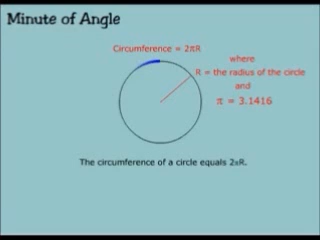 Minute of Angle
Circumference = 2πR
where
R = the radius of the circle
and
π = 3.1416
The circumference of a circle equals 2πR.